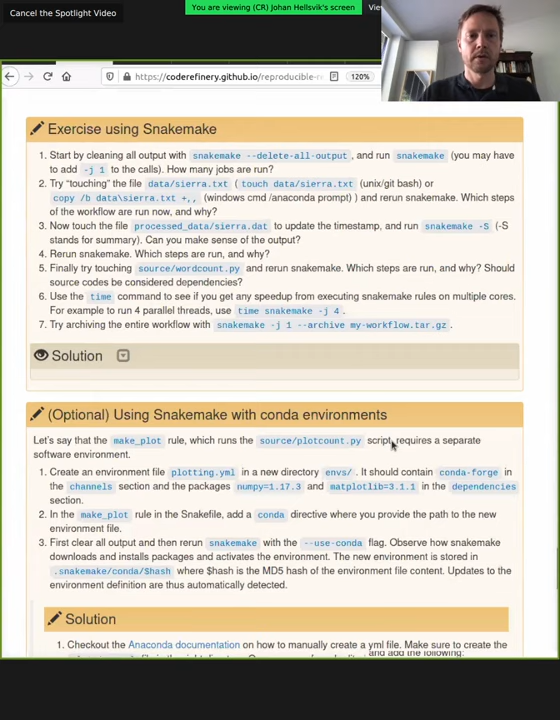 Cancel the Spotlight Video
You are viewing (CR) Johan Hellsvik's screen
https://coderefinery.github.io/reproducible-r
120%
Exercise using Snakemake
1. Start by cleaning all output with snakemake --delete-all-output, and run snakemake (you may have
to add -j 1 to the calls). How many jobs are run?
2. Try "touching" the file data/sierra.txt ( touch data/sierra.txt (unix/git bash) or
copy /b data\sierra.txt +,, (windows cmd /anaconda prompt) ) and rerun snakemake. Which steps
of the workflow are run now, and why?
3. Now touch the file processed_data/sierra.dat to update the timestamp, and run snakemake -S (-S
stands for summary). Can you make sense of the output?
4. Rerun snakemake. Which steps are run, and why?
5. Finally try touching source/wordcount.py and rerun snakemake. Which steps are run, and why? Should
source codes be considered dependencies?
6. Use the time command to see if you get any speedup from executing snakemake rules on multiple cores.
For example to run 4 parallel threads, use time snakemake -j 4.
7. Try archiving the entire workflow with snakemake -j 1 --archive my-workflow.tar.gz.
Solution
(Optional) Using Snakemake with conda environments
Let's say that the make_plot rule, which runs the source/plotcount.py script, requires a separate
software environment.
1. Create an environment file plotting.yml in a new directory envs/. It should contain conda-forge in
the channels section and the packages numpy=1.17.3 and matplotlib=3.1.1 in the dependencies
section.
2. In the make_plot rule in the Snakefile, add a conda directive where you provide the path to the new
environment file.
3. First clear all output and then rerun snakemake with the --use-conda flag. Observe how snakemake
downloads and installs packages and activates the environment. The new environment is stored in
.snakemake/conda/$hash where $hash is the MD5 hash of the environment file content. Updates to the
environment definition are thus automatically detected.
Solution
1. Checkout the Anaconda documentation on how to manually create a yml file. Make sure to create the
and add the following: